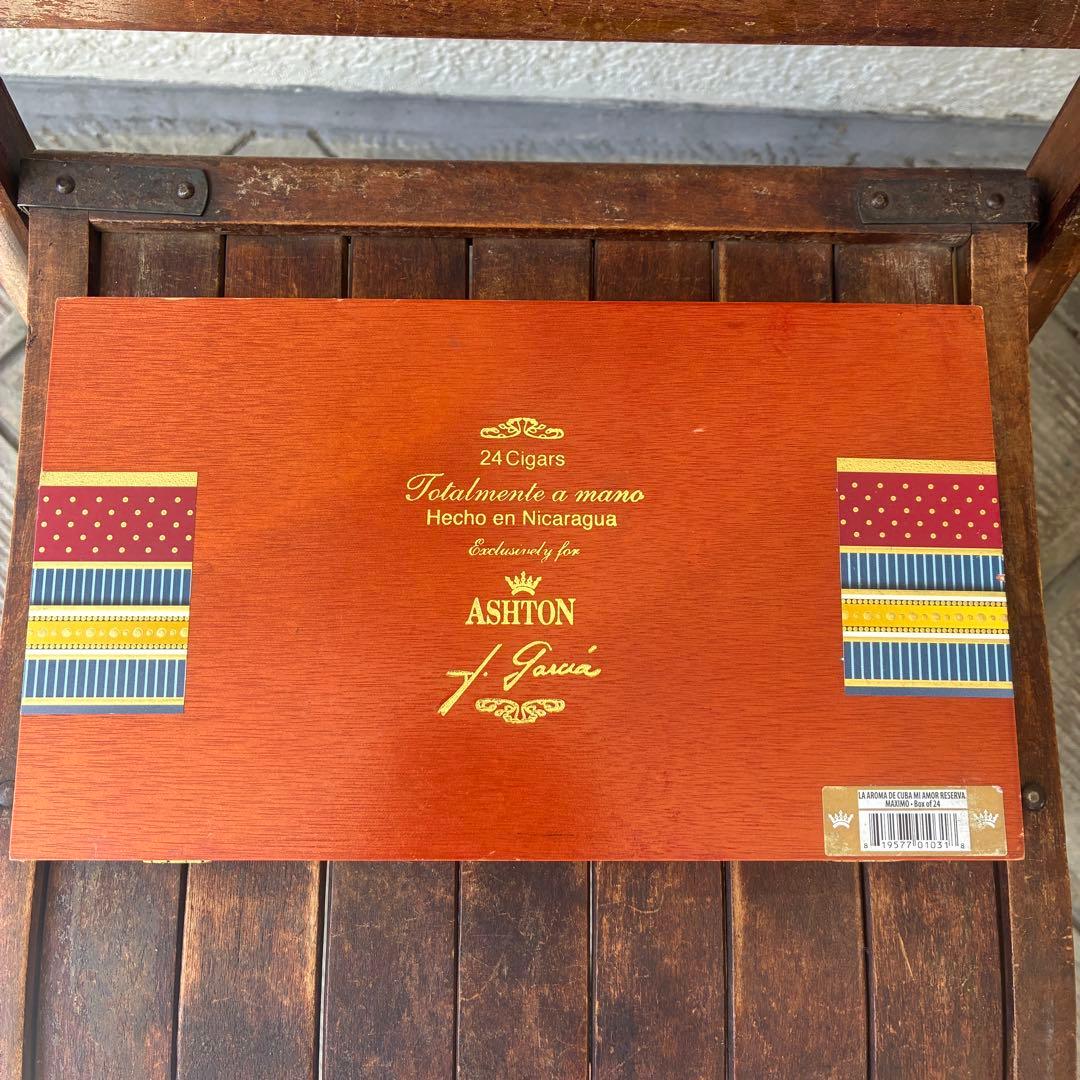 24 Cigars
Totalmente a mano
Hecho en Nicaragua
Exclusively for
ASHTON
J. Garcia
LA AROMA DE CUBA MI AMOR RESERVA
MAXIMO • Box of 24
8 19577 01031 8